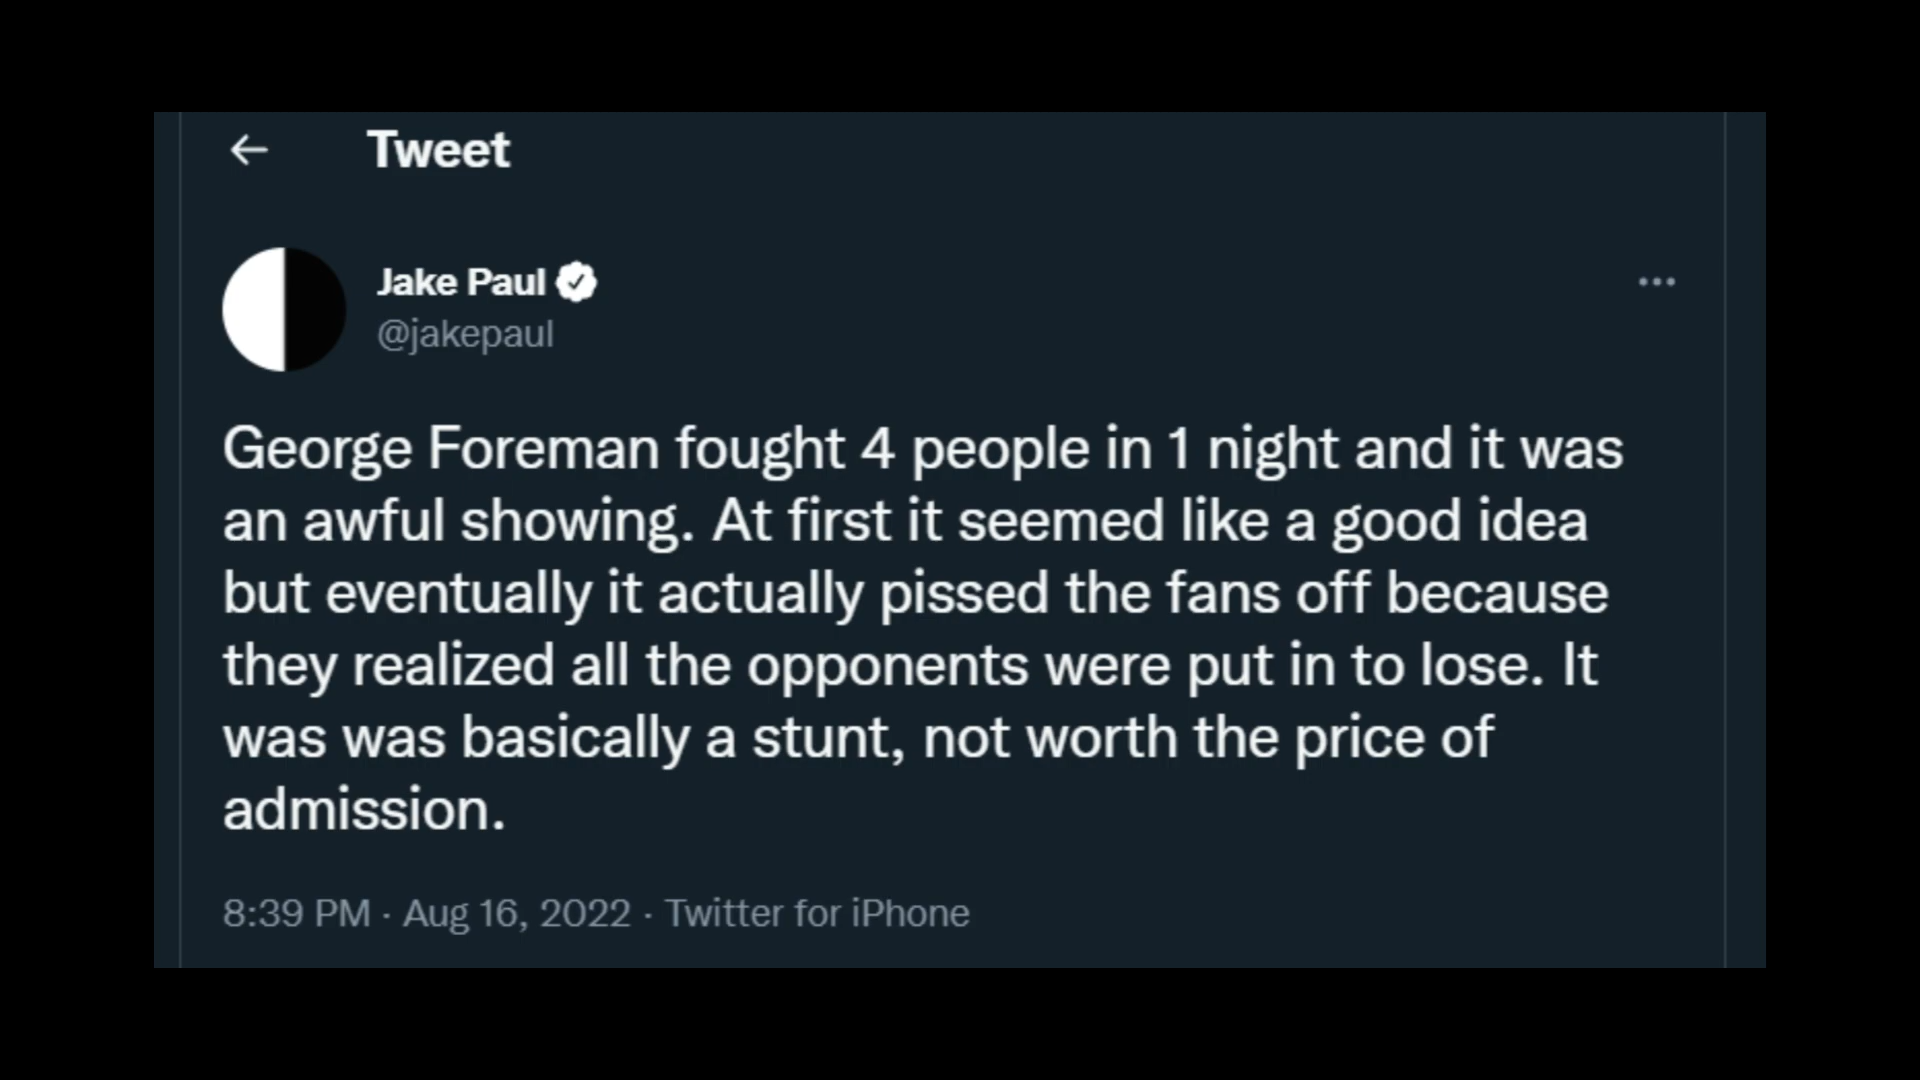 Tweet
Jake Paul
@jakepaul
George Foreman fought 4 people in 1 night and it was
an awful showing. At first it seemed like a good idea
but eventually it actually pissed the fans off because
they realized all the opponents were put in to lose. It
was was basically a stunt, not worth the price of
admission.
8:39 PM · Aug 16, 2022 · Twitter for iPhone